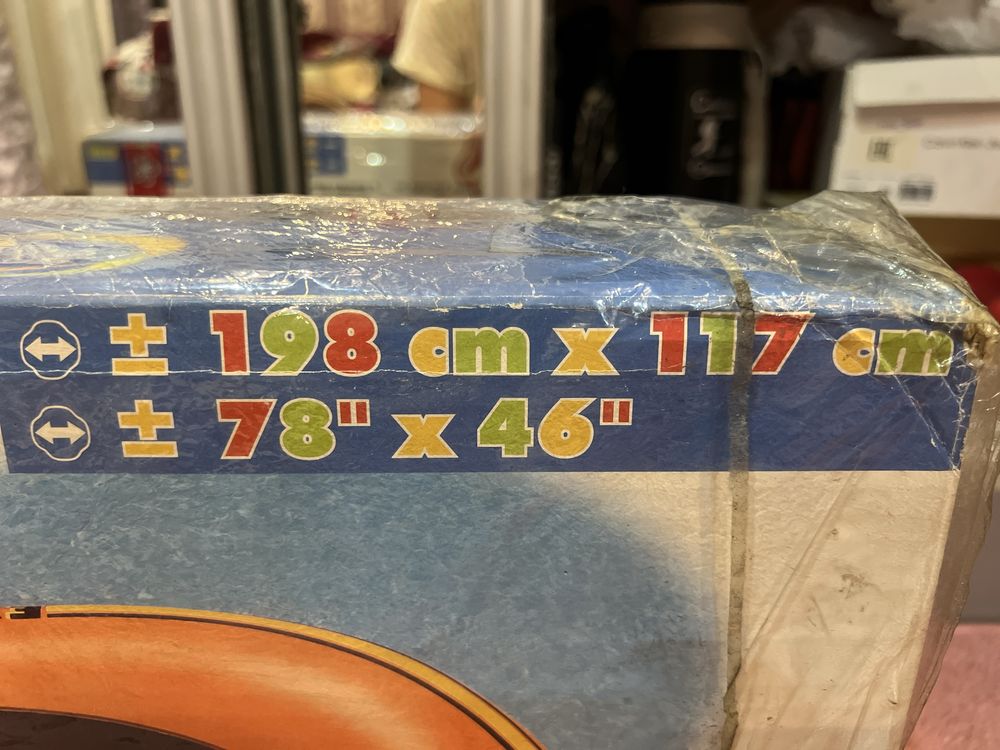 ± 198 cm x 117 cm
± 78" x 46"